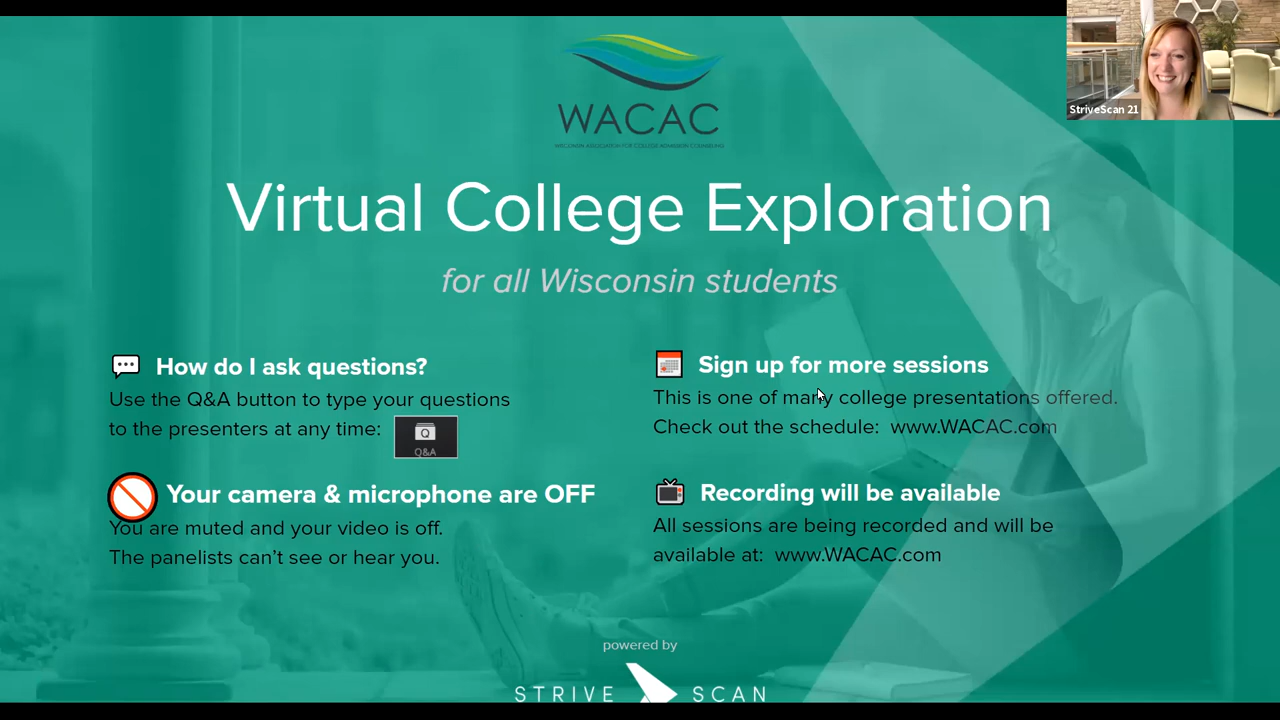 StriveScan 21
WACAC
WISCONSIN ASSOCIATION FOR COLLEGE ADMISSION COUNSELING
Virtual College Exploration
for all Wisconsin students
How do I ask questions?
Use the Q&A button to type your questions
to the presenters at any time:
Q
Q&A
Your camera & microphone are OFF
You are muted and your video is off.
The panelists can’t see or hear you.
Sign up for more sessions
This is one of many college presentations offered.
Check out the schedule: www.WACAC.com
Recording will be available
All sessions are being recorded and will be
available at: www.WACAC.com
powered by
STRIVE SCAN